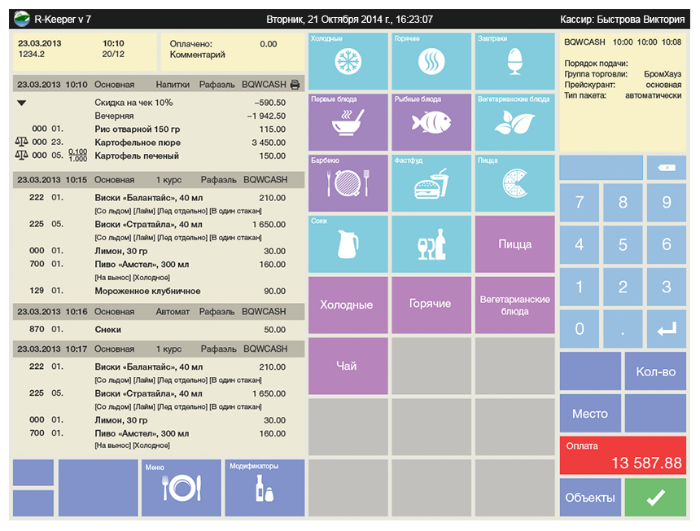 R-Keeper v 7
Вторник, 21 Октября 2014 г., 16:23:07
Кассир: Быстрова Виктория
23.03.2013 10:10
1234.2 20/12
Оплачено: 0.00
Комментарий
23.03.2013 10:10 Основная Напитки Рафаэль BQWCASH
Скидка на чек 10% –590.50
Вечерняя –1 942.50
000 01. Рис отварной 150 гр 115.00
000 23. Картофельное пюре 3 450.00
000 05. 0.100 1.000 Картофель печеный 150.00
23.03.2013 10:15 Основная 1 курс Рафаэль BQWCASH
222 01. Виски «Балантайс», 40 мл 210.00
[Со льдом] [Лайм] [Лед отдельно] [В один стакан]
225 05. Виски «Стратайла», 40 мл 1 650.00
[Со льдом] [Лайм] [Лед отдельно] [В один стакан]
000 01. Лимон, 30 гр 30.00
700 01. Пиво «Амстел», 300 мл 160.00
[На вынос] [Холодное]
129 01. Мороженное клубничное 90.00
23.03.2013 10:16 Основная Автомат Рафаэль BQWCASH
870 01. Снеки 50.00
23.03.2013 10:17 Основная 1 курс Рафаэль BQWCASH
222 01. Виски «Балантайс», 40 мл 210.00
[Со льдом] [Лайм] [Лед отдельно] [В один стакан]
225 05. Виски «Стратайла», 40 мл 1 650.00
[Со льдом] [Лайм] [Лед отдельно] [В один стакан]
000 01. Лимон, 30 гр 30.00
700 01. Пиво «Амстел», 300 мл 160.00
[На вынос] [Холодное]
Меню
Модификаторы
Холодные
Горячие
Завтраки
Первые блюда
Рыбные блюда
Вегетарианские блюда
Барбекю
Фастфуд
Пицца
Соки
Пицца
Холодные
Горячие
Вегетарианские
блюда
Чай
BQWCASH 10:00 10:00 10:08
Порядок подачи:
Группа торговли: БромХауз
Прейскурант: основная
Тип пакета: автоматически
7 8 9
4 5 6
1 2 3
0 .
Кол-во
Место
Оплата
13 587.88
Объекты